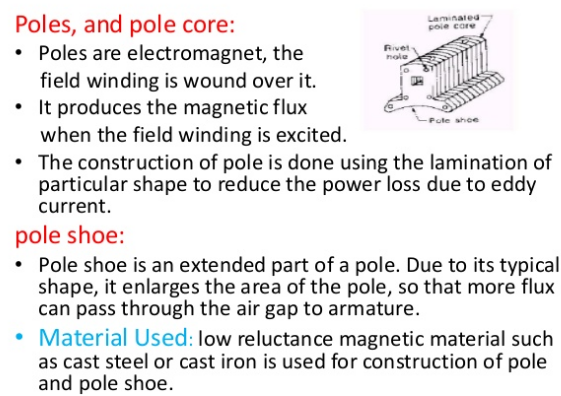 Poles, and pole core:
• Poles are electromagnet, the
field winding is wound over it.
• It produces the magnetic flux
when the field winding is excited.
Laminated
pole core
Rivet
hole
Pole shoe
• The construction of pole is done using the lamination of
particular shape to reduce the power loss due to eddy
current.
pole shoe:
• Pole shoe is an extended part of a pole. Due to its typical
shape, it enlarges the area of the pole, so that more flux
can pass through the air gap to armature.
• Material Used: low reluctance magnetic material such
as cast steel or cast iron is used for construction of pole
and pole shoe.